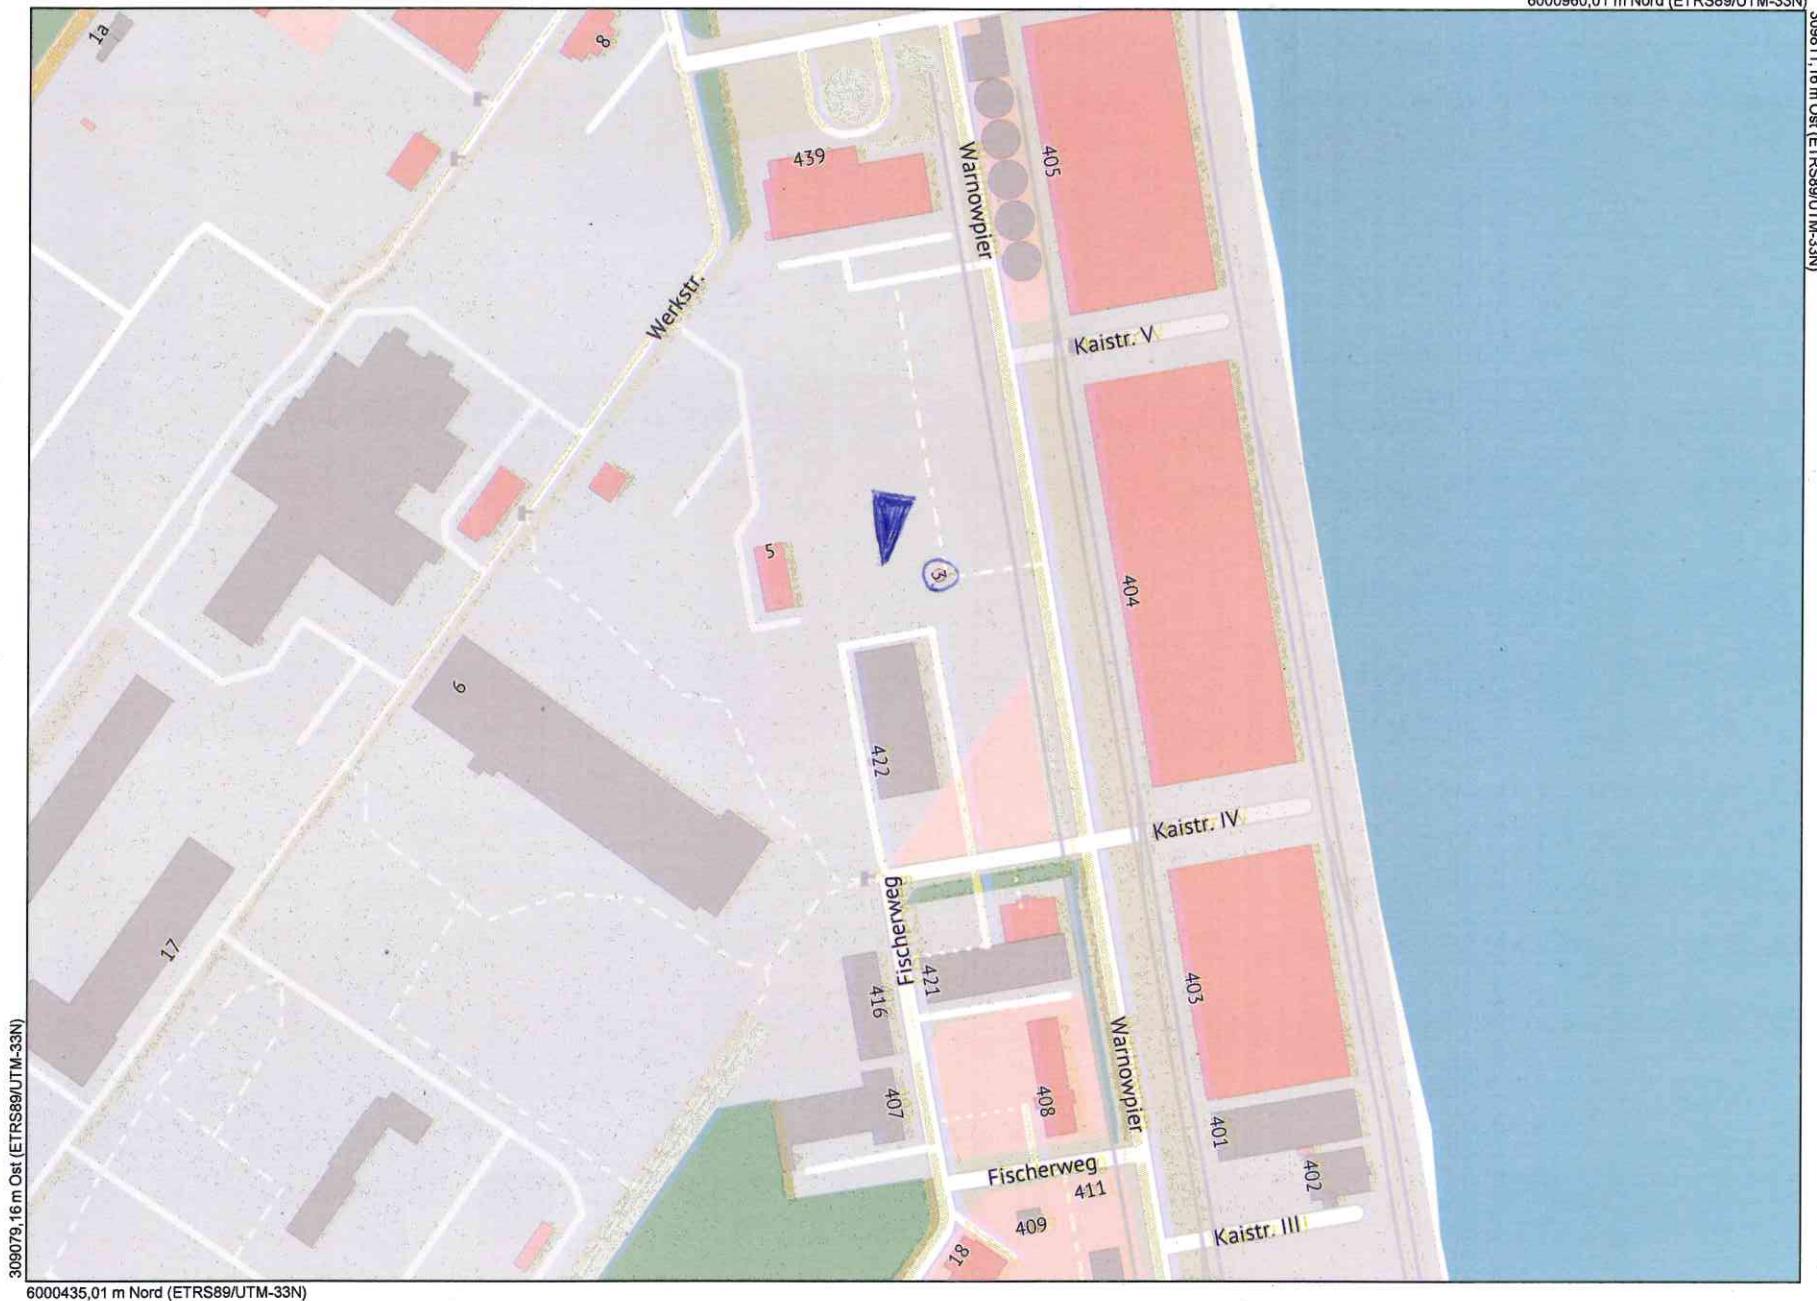 6000960,01 m Nord (ETRS89/UTM-33N)
1a
8
439
Warnowpier
405
Werkstr.
Kaistr. V
5
3
404
6
422
Kaistr. IV
Fischerweg
17
416
421
403
407
408
Warnowpier
401
402
Fischerweg
411
409
18
Kaistr. III
309079,16 m Ost (ETRS89/UTM-33N)
6000435,01 m Nord (ETRS89/UTM-33N)